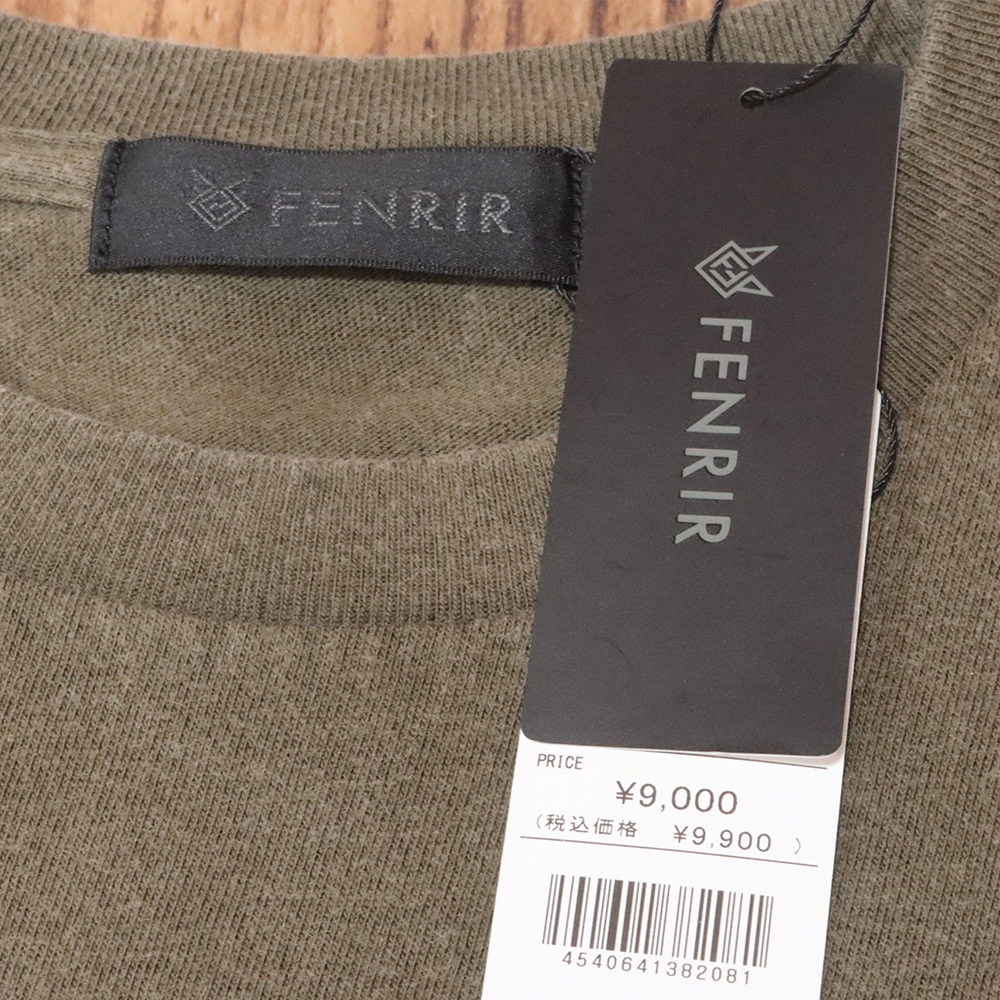 FENRIR
FENRIR
PRICE
¥9,000
(税込価格 ¥9,900 )
4540641382081